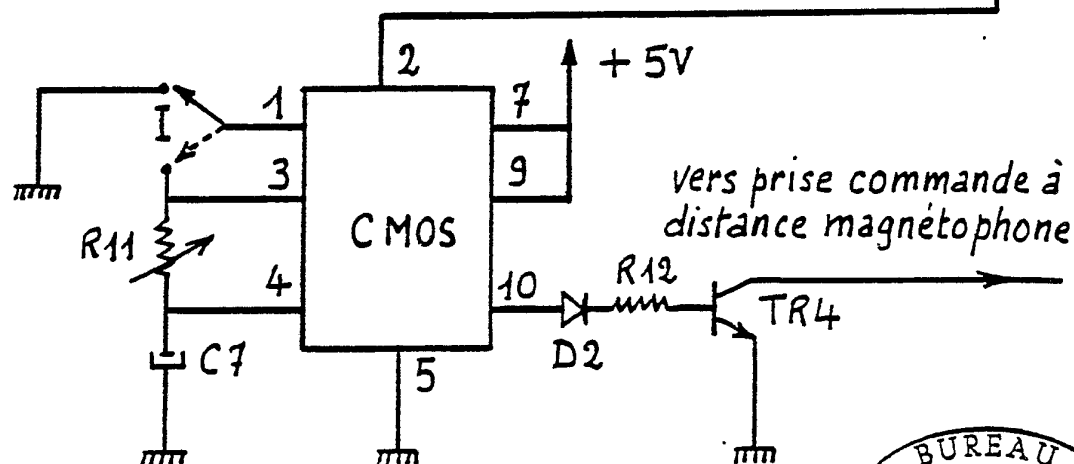 2
+ 5V
1
7
I
3
9
vers prise commande à
distance magnétophone
CMOS
R11
4
10
R12
TR4
D2
C7
5
BUREAU